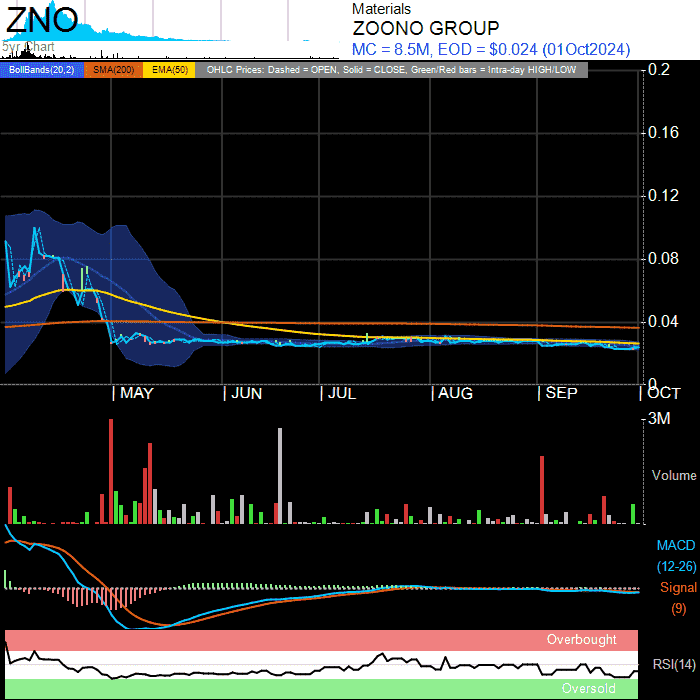 ZNO
5yr Chart
Materials
ZOONO GROUP
MC = 8.5M, EOD = $0.024 (01Oct2024)
BollBands(20,2) SMA(200) EMA(50) OHLC Prices: Dashed = OPEN, Solid = CLOSE, Green/Red bars = Intra-day HIGH/LOW
0.2
0.16
0.12
0.08
0.04
0
| MAY | JUN | JUL | AUG | SEP | OCT
3M
Volume
MACD
(12-26)
Signal
(9)
Overbought
RSI(14)
Oversold